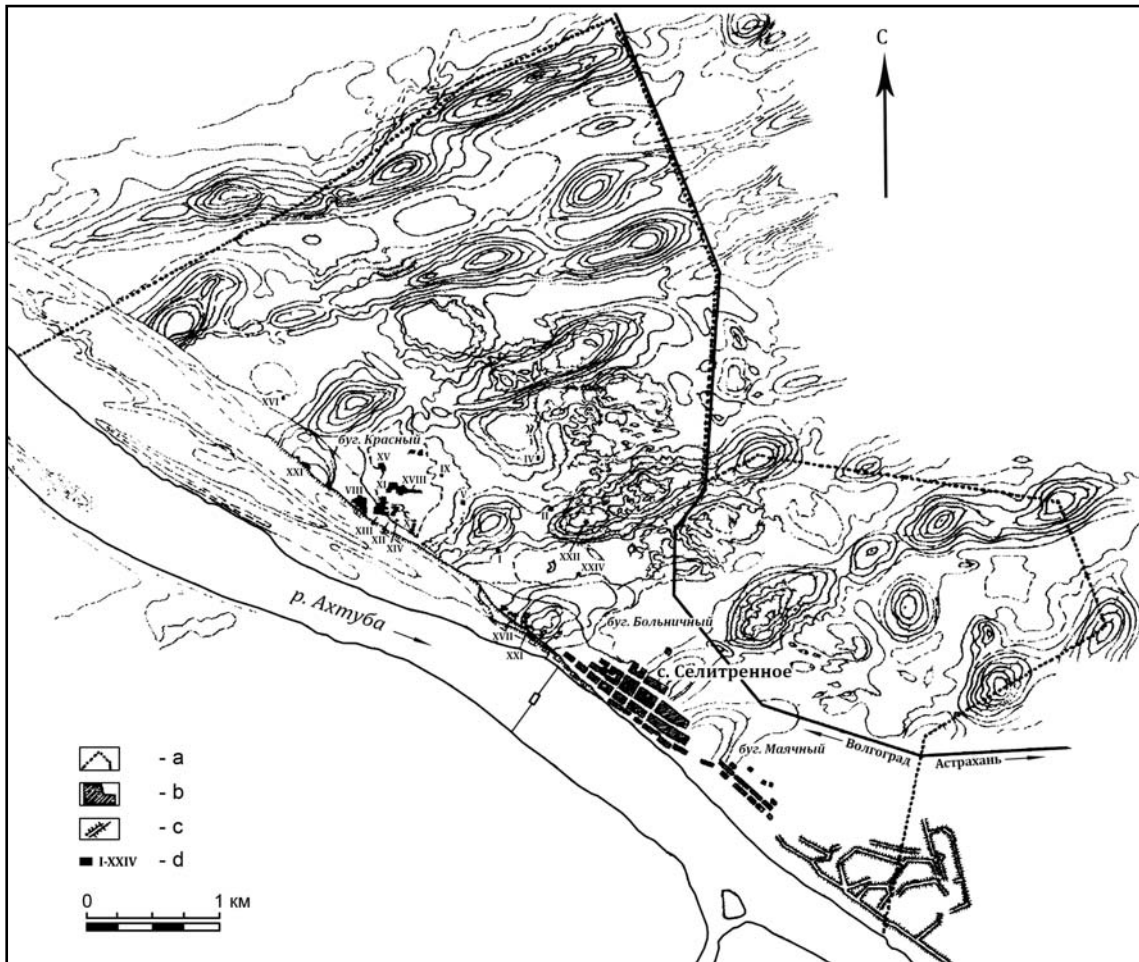 С
XVI
буг. Красный
XV
XXI
IX
XI
XVIII
VIII
V
IV
II
XIII
XII
XIV
I
XXII
XXIV
р. Ахтуба
XVII
XXI
буг. Больничный
с. Селитренное
буг. Маячный
Волгоград
Астрахань
- a
- b
- c
I-XXIV - d
0 1 км